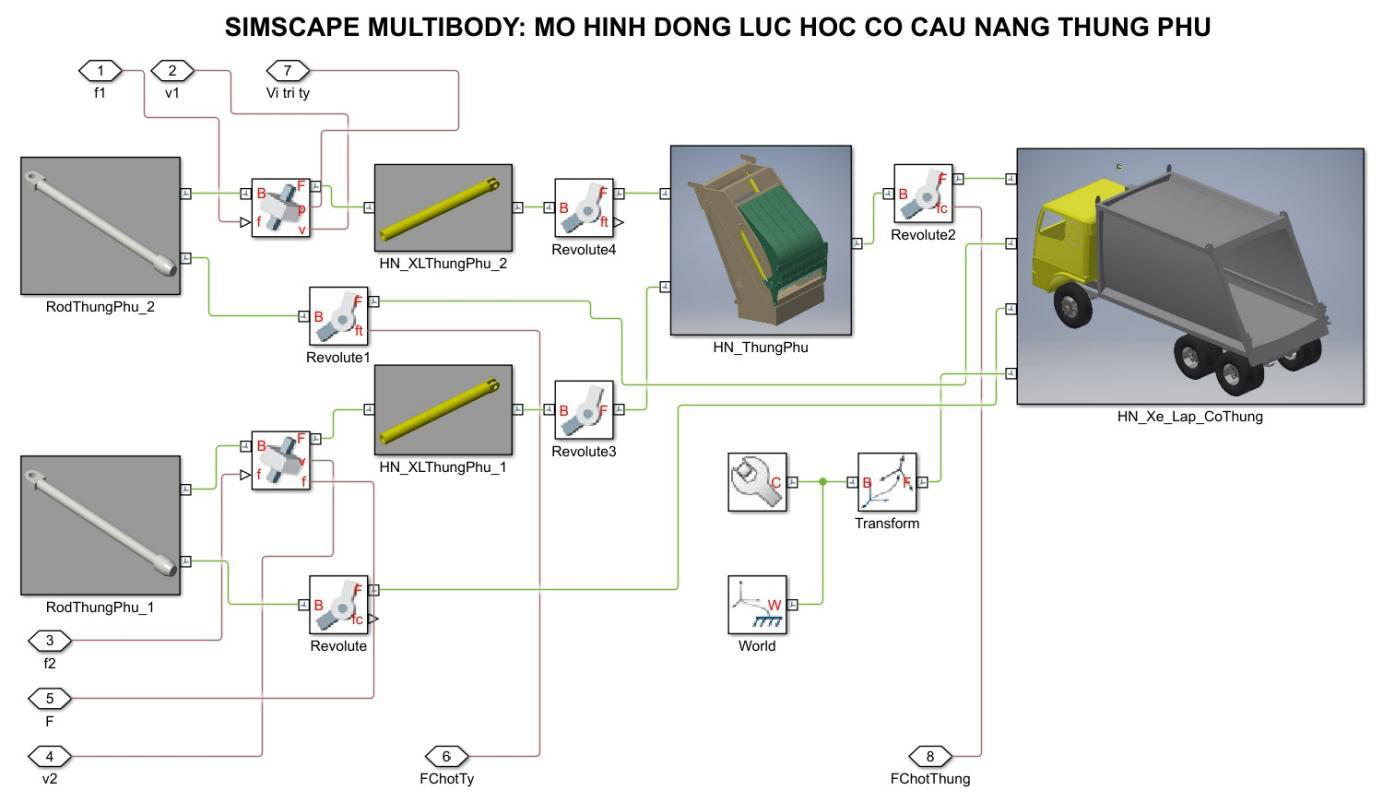 SIMSCAPE MULTIBODY: MO HINH DONG LUC HOC CO CAU NANG THUNG PHU
1
f1
2
v1
7
Vi tri ty
RodThungPhu_2
B
f
F
p
v
HN_XLThungPhu_2
B
F
ft
Revolute4
HN_ThungPhu
B
F
fc
Revolute2
HN_Xe_Lap_CoThung
B
F
ft
Revolute1
RodThungPhu_1
B
f
F
v
f
HN_XLThungPhu_1
B
F
Revolute3
C
B
F
Transform
W
World
B
F
fc
Revolute
3
f2
5
F
4
v2
6
FChotTy
8
FChotThung